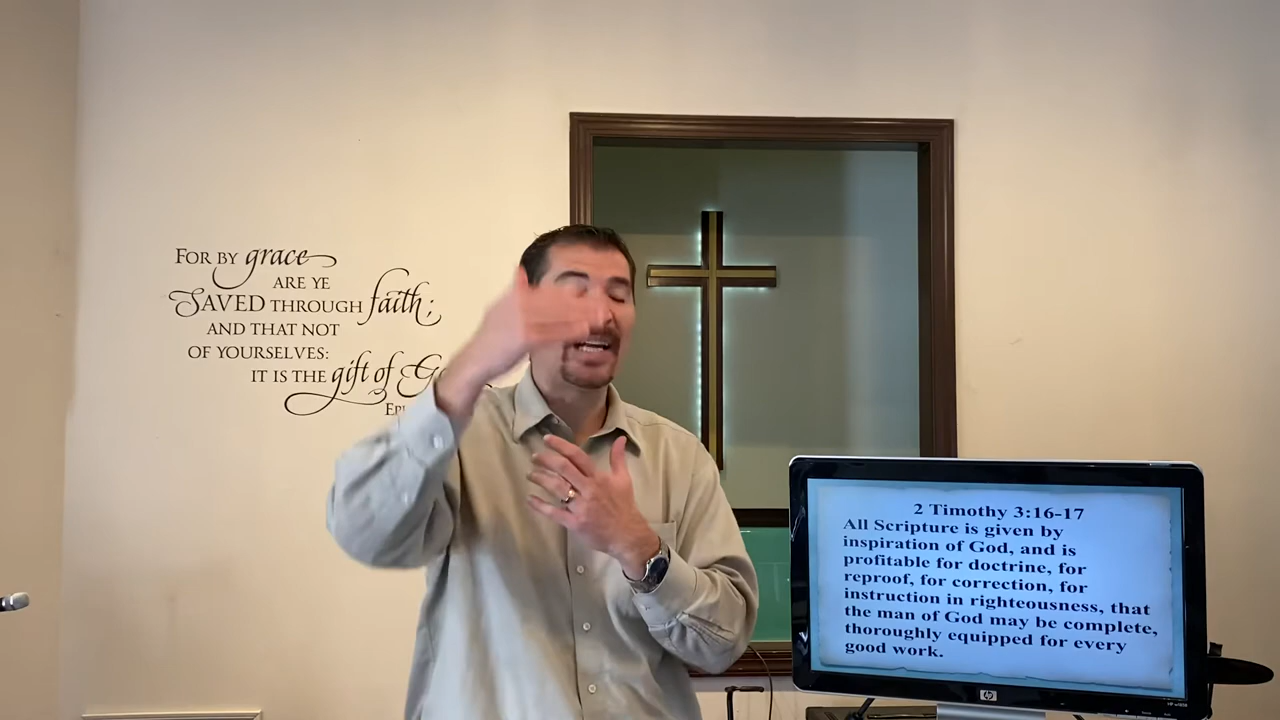 FOR BY grace
ARE YE
SAVED THROUGH faith;
AND THAT NOT
OF YOURSELVES:
IT IS THE gift of
2 Timothy 3:16-17
All Scripture is given by
inspiration of God, and is
profitable for doctrine, for
reproof, for correction, for
instruction in righteousness, that
the man of God may be complete,
thoroughly equipped for every
good work.
hp